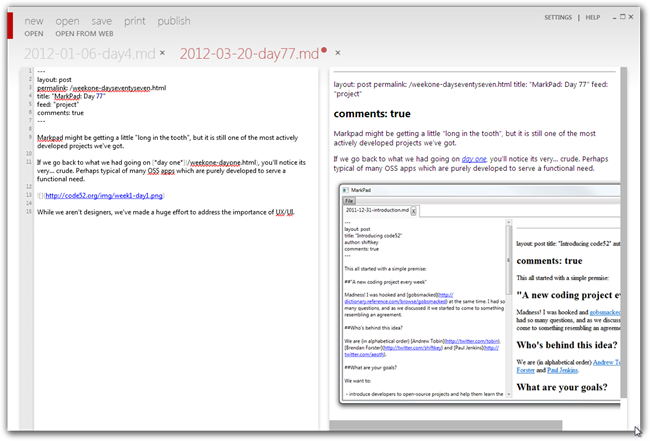 new open save print publish
SETTINGS | HELP
OPEN OPEN FROM WEB
2012-01-06-day4.md × 2012-03-20-day77.md ×
1 ---
2 layout: post
3 permalink: /weekone-dayseventyseven.html
4 title: "MarkPad: Day 77"
5 feed: "project"
6 comments: true
7 ---
8
9 Markpad might be getting a little "long in the tooth", but it is still one of the most actively
developed projects we've got.
10
11 If we go back to what we had going on [*day one*](/weekone-dayone.html), you'll notice its
very... crude. Perhaps typical of many OSS apps which are purely developed to serve a
functional need.
12
13 ![](http://code52.org/img/week1-day1.png)
14
15 While we aren't designers, we've made a huge effort to address the importance of UX/UI.
layout: post permalink: /weekone-dayseventyseven.html title: "MarkPad: Day 77" feed:
"project"
comments: true
Markpad might be getting a little "long in the tooth", but it is still one of the most
actively developed projects we've got.
If we go back to what we had going on day one, you'll notice its very... crude. Perhaps
typical of many OSS apps which are purely developed to serve a functional need.
MarkPad
File
2011-12-31-introduction.md x
---
layout: post
title: "Introducing code52"
author: shiftkey
comments: true
---
This all started with a simple premise:
##"A new coding project every week"
Madness! I was hooked and [gobsmacked](http://
dictionary.reference.com/browse/gobsmacked) at the same time. I had so
many questions, and as we discussed it we started to come to something
resembling an agreement.
##Who's behind this idea?
We are (in alphabetical order) [Andrew Tobin](http://twitter.com/tobin),
[Brendan Forster](http://twitter.com/shiftkey) and [Paul Jenkins](http://
twitter.com/aeoth).
##What are your goals?
We want to:
- introduce developers to open-source projects and help them learn the
layout: post title: "Introducing code52" aut
comments: true
This all started with a simple premise:
"A new coding project e
Madness! I was hooked and gobsmacked
had so many questions, and as we discuss
come to something resembling an agreeme
Who's behind this idea?
We are (in alphabetical order) Andrew To
Forster and Paul Jenkins.
What are your goals?